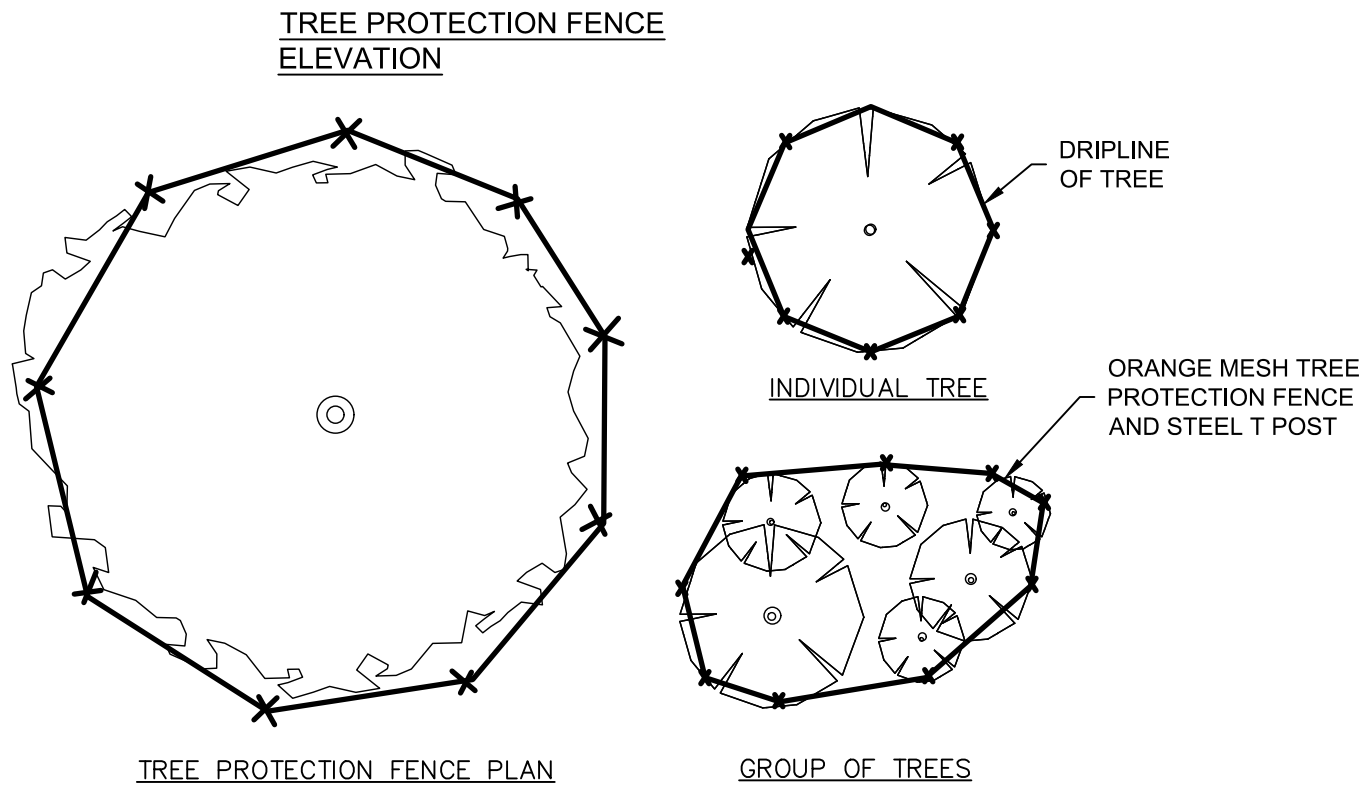 TREE PROTECTION FENCE
ELEVATION
DRIPLINE
OF TREE
INDIVIDUAL TREE
ORANGE MESH TREE
PROTECTION FENCE
AND STEEL T POST
TREE PROTECTION FENCE PLAN
GROUP OF TREES